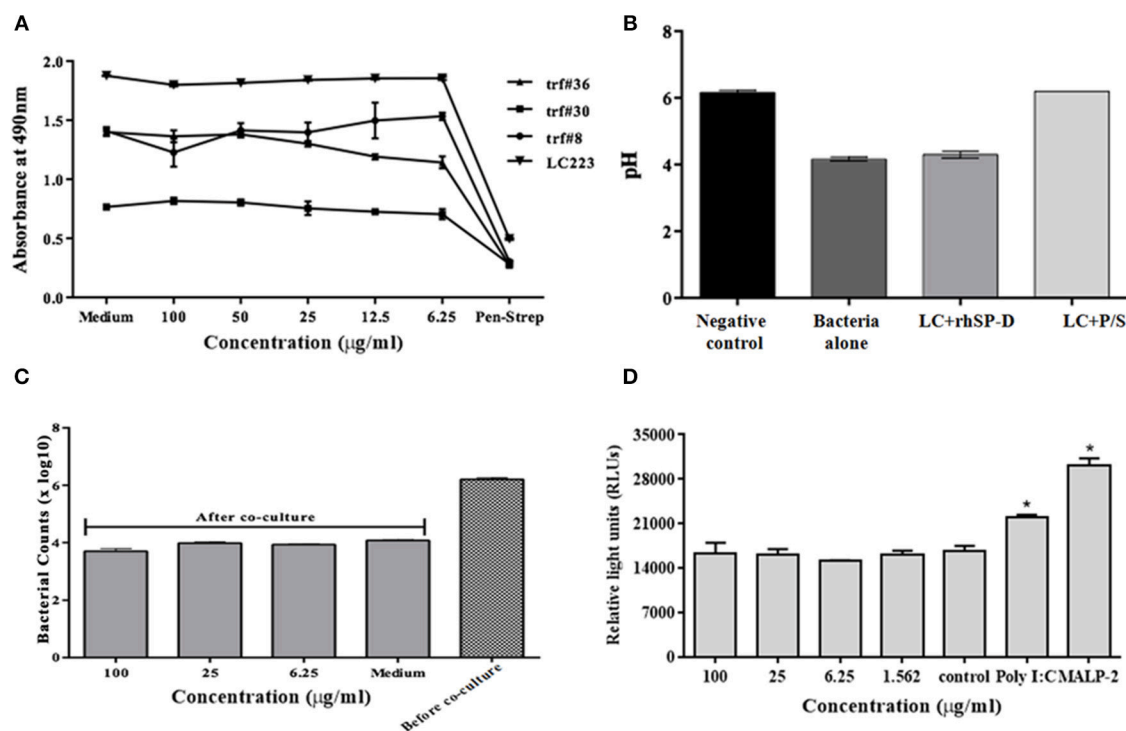 A
Absorbance at 490nm
2.0
1.5
1.0
0.5
0.0
trf#36
trf#30
trf#8
LC223
Medium 100 50 25 12.5 6.25 Pen-Strep
Concentration (μg/ml)
B
pH
8
6
4
2
0
Negative control
Bacteria alone
LC+rhSP-D
LC+P/S
C
Bacterial Counts (x log10)
8
6
4
2
0
After co-culture
100 25 6.25 Medium Before co-culture
Concentration (μg/ml)
D
Relative light units (RLUs)
35000
28000
21000
14000
7000
0
*
*
100 25 6.25 1.562 control Poly I:C MALP-2
Concentration (μg/ml)